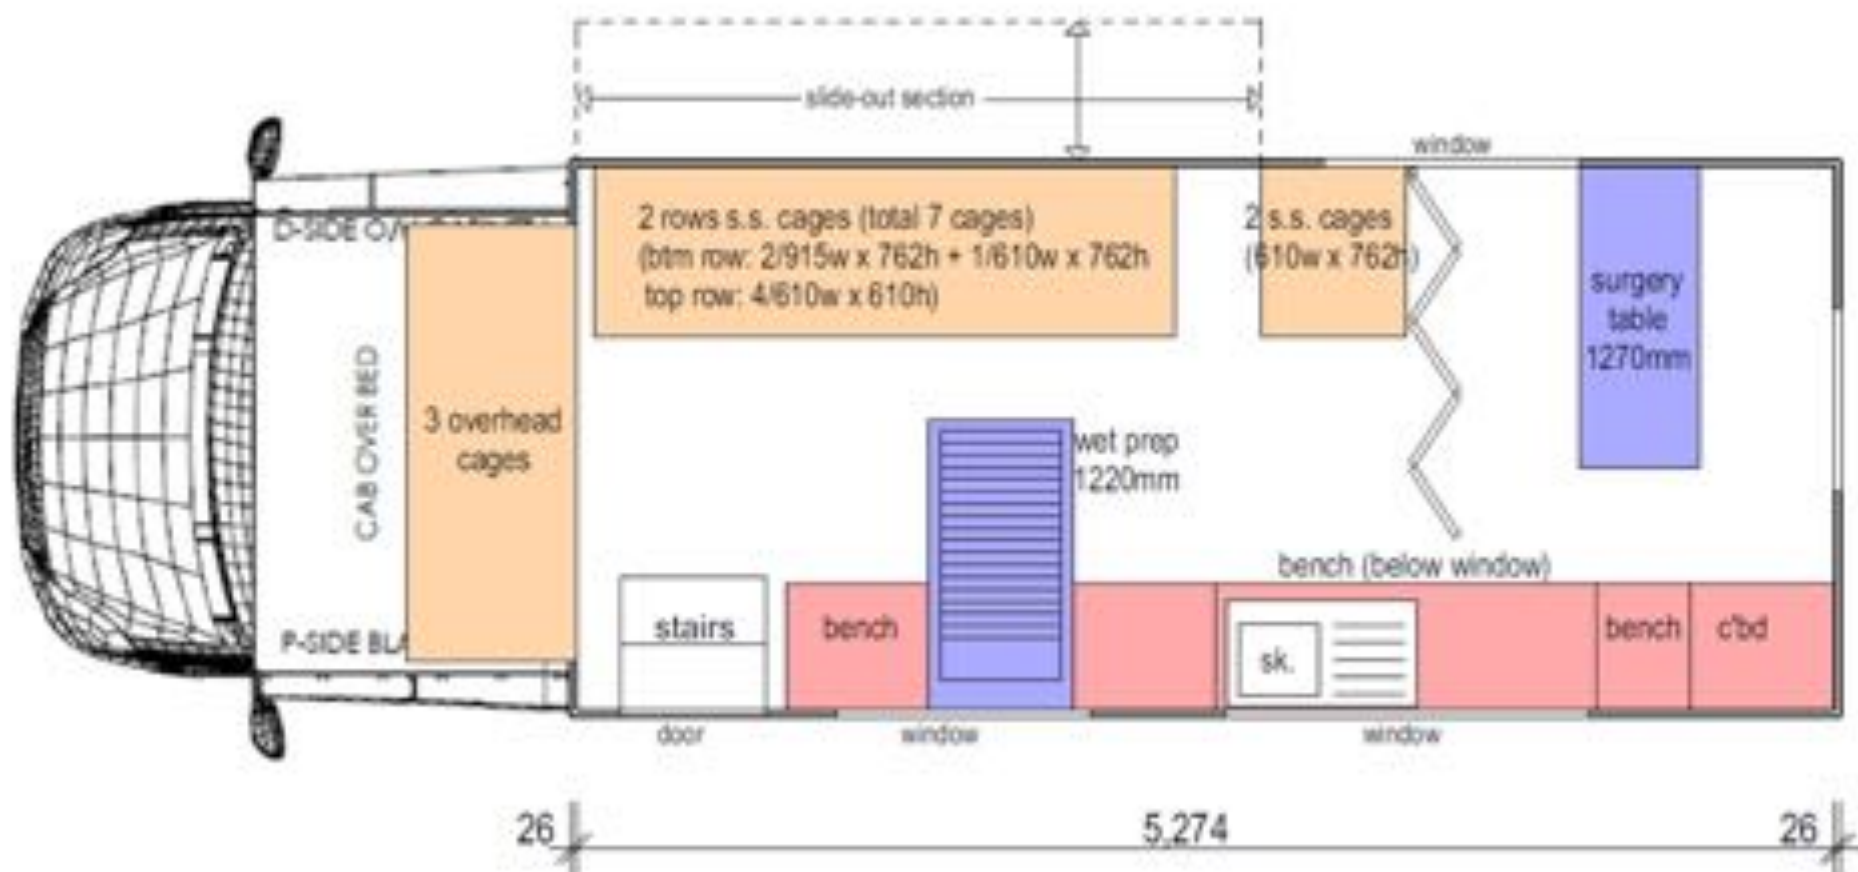 slide-out section
window
D-SIDE O/
2 rows s.s. cages (total 7 cages)
(btm row: 2/915w x 762h + 1/610w x 762h
top row: 4/610w x 610h)
2 s.s. cages
(610w x 762h)
surgery
table
1270mm
CAB OVER BED
3 overhead
cages
wet prep
1220mm
bench (below window)
P-SIDE BLA
stairs
bench
sk.
bench
c'bd
door
window
window
26
5,274
26